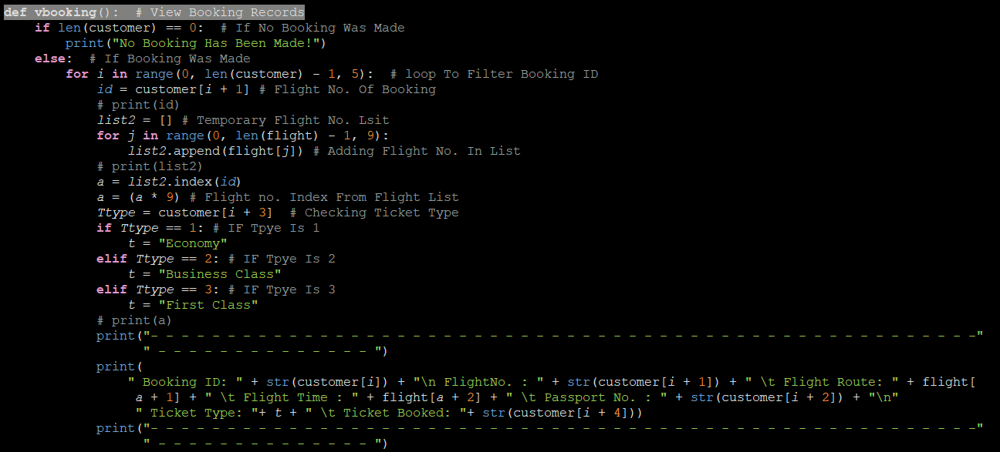 def vbooking():  # View Booking Records
    if len(customer) == 0:  # If No Booking Was Made
        print("No Booking Has Been Made!")
    else:  # If Booking Was Made
        for i in range(0, len(customer) - 1, 5):  # loop To Filter Booking ID
            id = customer[i + 1] # Flight No. Of Booking
            # print(id)
            list2 = [] # Temporary Flight No. Lsit
            for j in range(0, len(flight) - 1, 9):
                list2.append(flight[j]) # Adding Flight No. In List
            # print(list2)
            a = list2.index(id)
            a = (a * 9) # Flight no. Index From Flight List
            Ttype = customer[i + 3]  # Checking Ticket Type
            if Ttype == 1: # IF Tpye Is 1
                t = "Economy"
            elif Ttype == 2: # IF Tpye Is 2
                t = "Business Class"
            elif Ttype == 3: # IF Tpye Is 3
                t = "First Class"
            # print(a)
            print("- - - - - - - - - - - - - - - - - - - - - - - - - - - - - - - - - - - - - - - - - - - - - - - - - - - - - -"
                  " - - - - - - - - - - - - - - ")
            print(
                " Booking ID: " + str(customer[i]) + "\n FlightNo. : " + str(customer[i + 1]) + " \t Flight Route: " + flight[
                 a + 1] + " \t Flight Time : " + flight[a + 2] + " \t Passport No. : " + str(customer[i + 2]) + "\n"
                 " Ticket Type: "+ t + " \t Ticket Booked: "+ str(customer[i + 4]))
            print("- - - - - - - - - - - - - - - - - - - - - - - - - - - - - - - - - - - - - - - - - - - - - - - - - - - - - -"
                  " - - - - - - - - - - - - - - ")